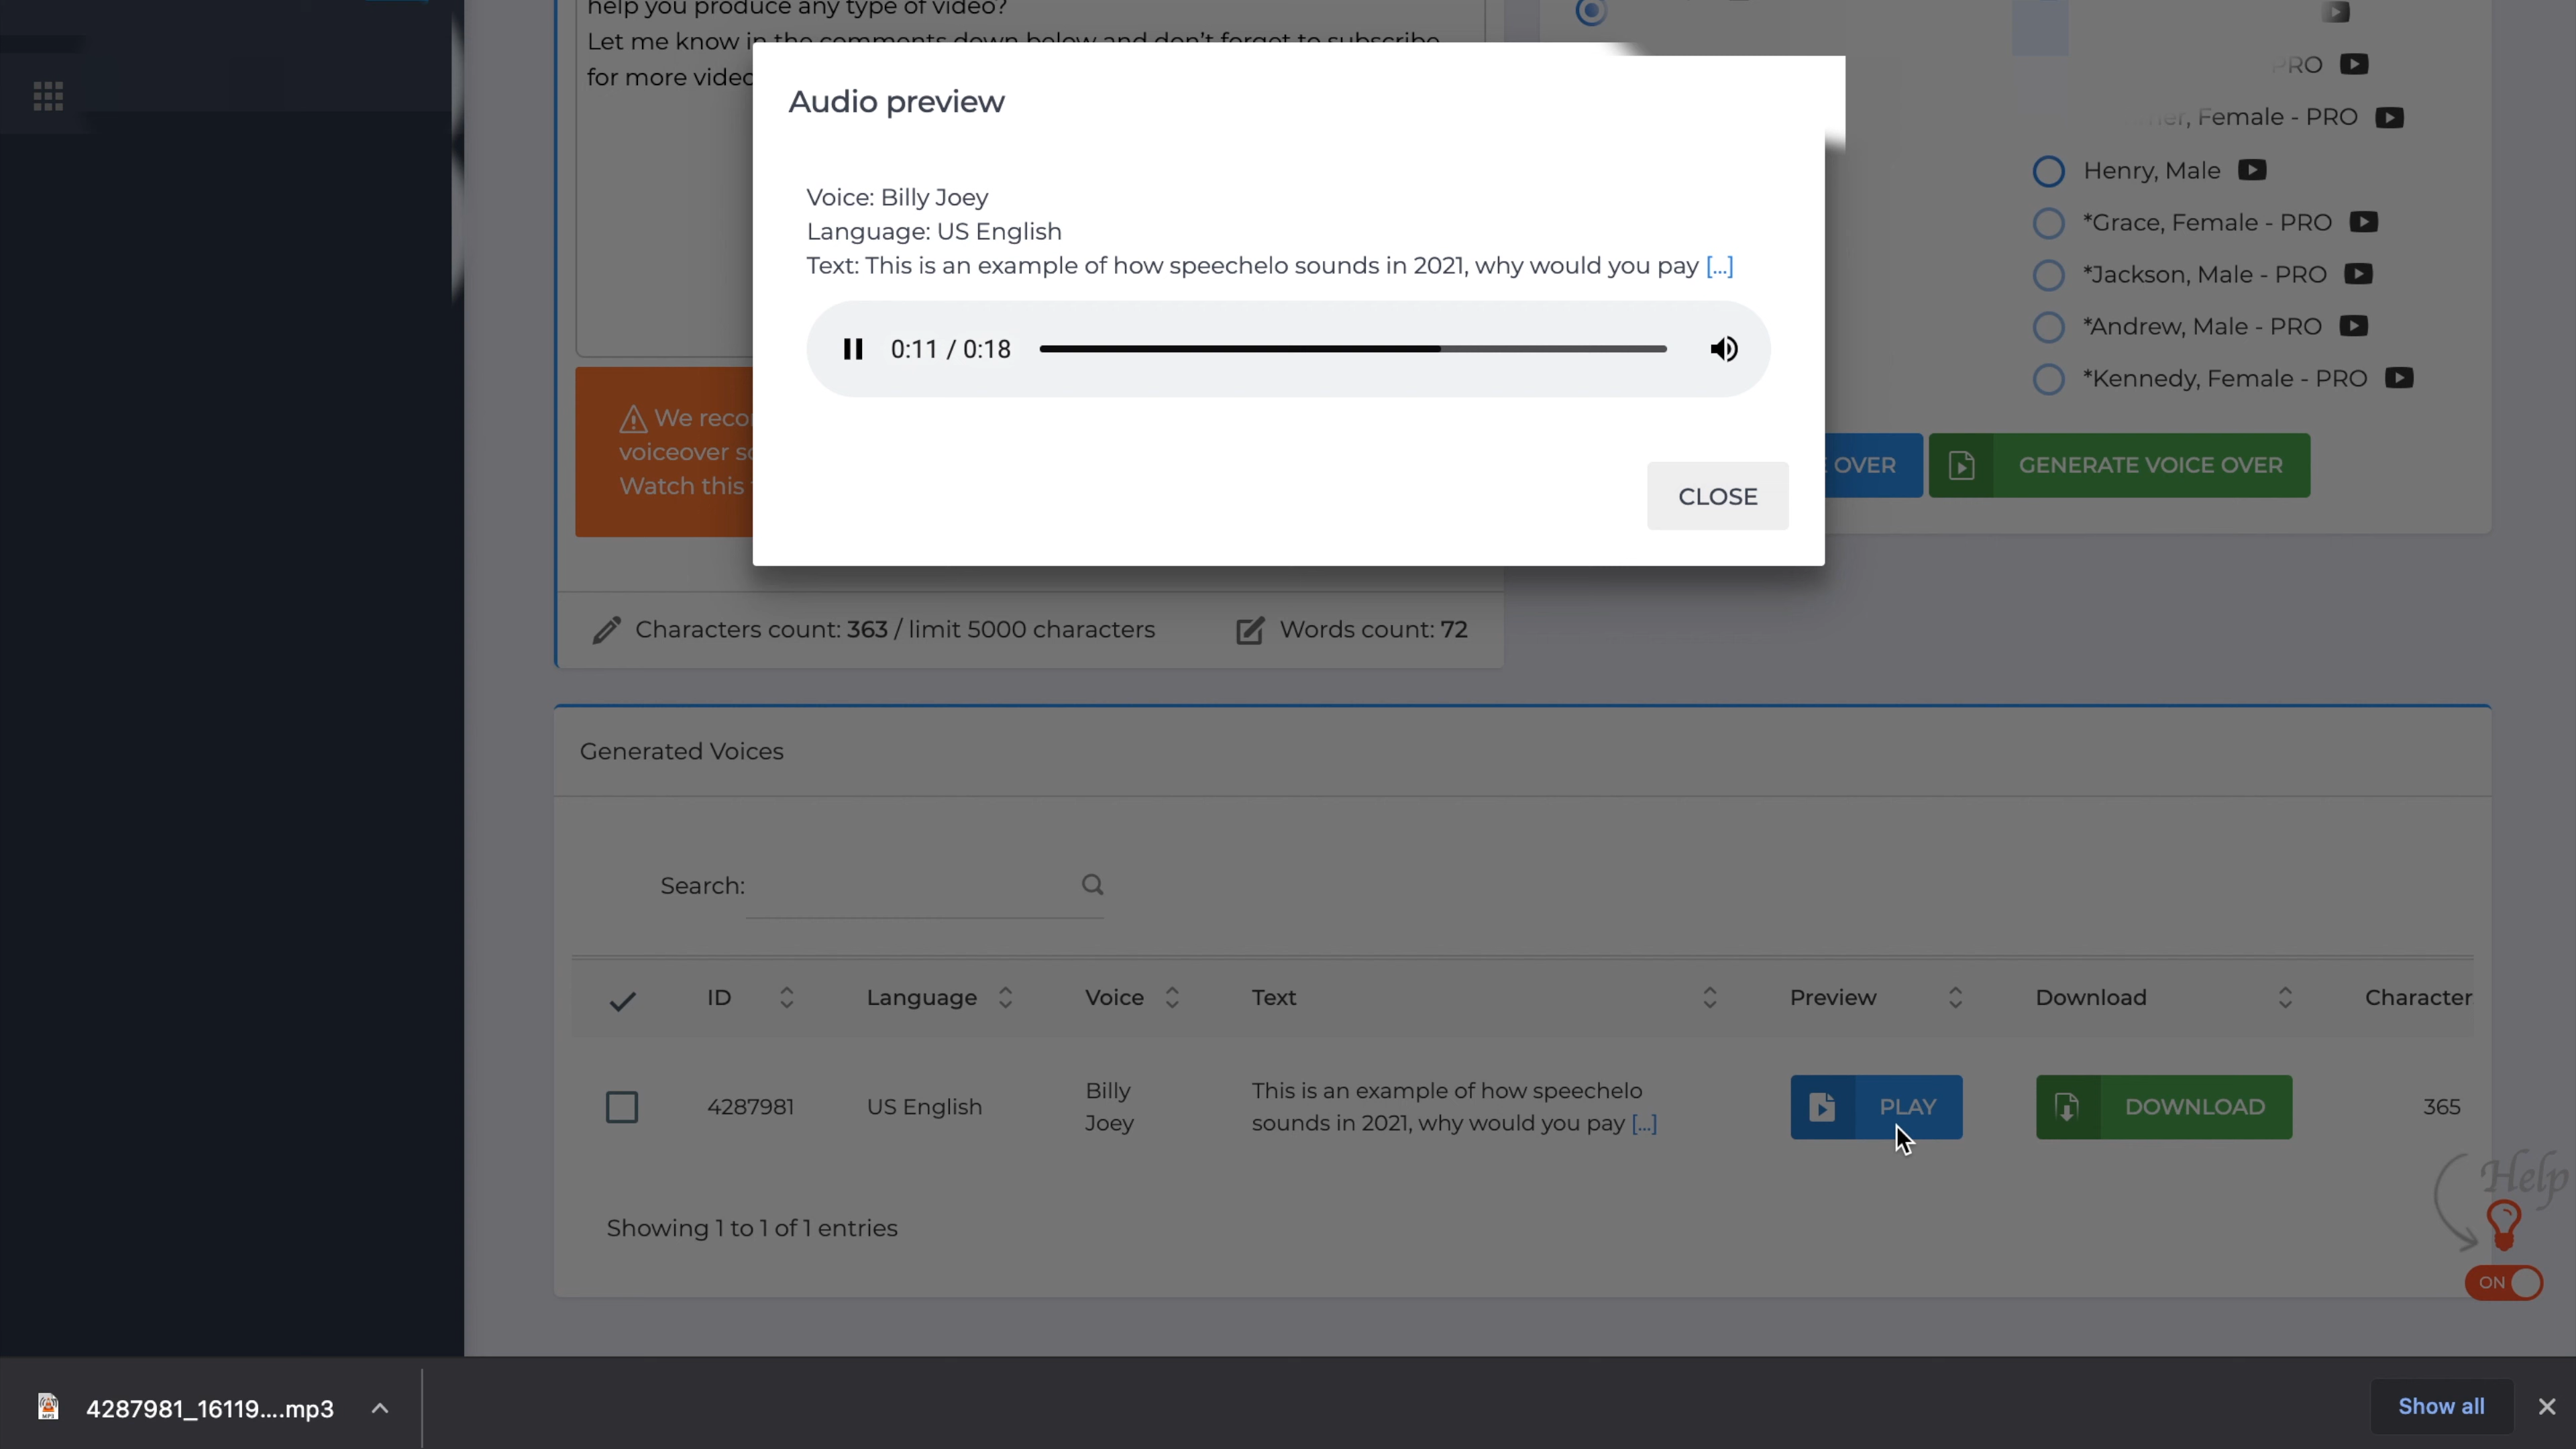 help you produce any type of video?
Let me know in the comments down below and don't forget to subscribe
for more video
Audio preview
Voice: Billy Joey
Language: US English
Text: This is an example of how speechelo sounds in 2021, why would you pay [...]
0:11 / 0:18
CLOSE
PRO
Female - PRO
Henry, Male
*Grace, Female - PRO
*Jackson, Male - PRO
*Andrew, Male - PRO
*Kennedy, Female - PRO
We
voiceover
Watch this
OVER
GENERATE VOICE OVER
Characters count: 363 / limit 5000 characters
Words count: 72
Generated Voices
Search:
ID Language Voice Text Preview Download Character
4287981 US English Billy Joey This is an example of how speechelo
sounds in 2021, why would you pay [...]
PLAY DOWNLOAD 365
Help
Showing 1 to 1 of 1 entries
ON
4287981_16119....mp3
MP3
Show all